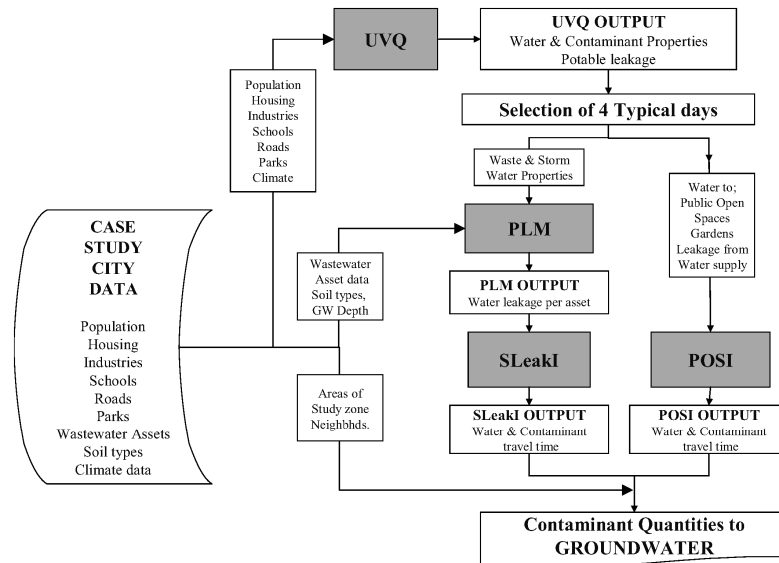 UVQ
UVQ OUTPUT
Water & Contaminant Properties
Potable leakage
Population
Housing
Industries
Schools
Roads
Parks
Climate
Selection of 4 Typical days
Waste & Storm
Water Properties
Water to;
Public Open
Spaces
Gardens
Leakage from
Water supply
CASE
STUDY
CITY
DATA
Population
Housing
Industries
Schools
Roads
Parks
Wastewater Assets
Soil types
Climate data
Wastewater
Asset data
Soil types,
GW Depth
PLM
PLM OUTPUT
Water leakage per asset
SLeakI
POSI
Areas of
Study zone
Neighbhds.
SLeakI OUTPUT
Water & Contaminant
travel time
POSI OUTPUT
Water & Contaminant
travel time
Contaminant Quantities to
GROUNDWATER